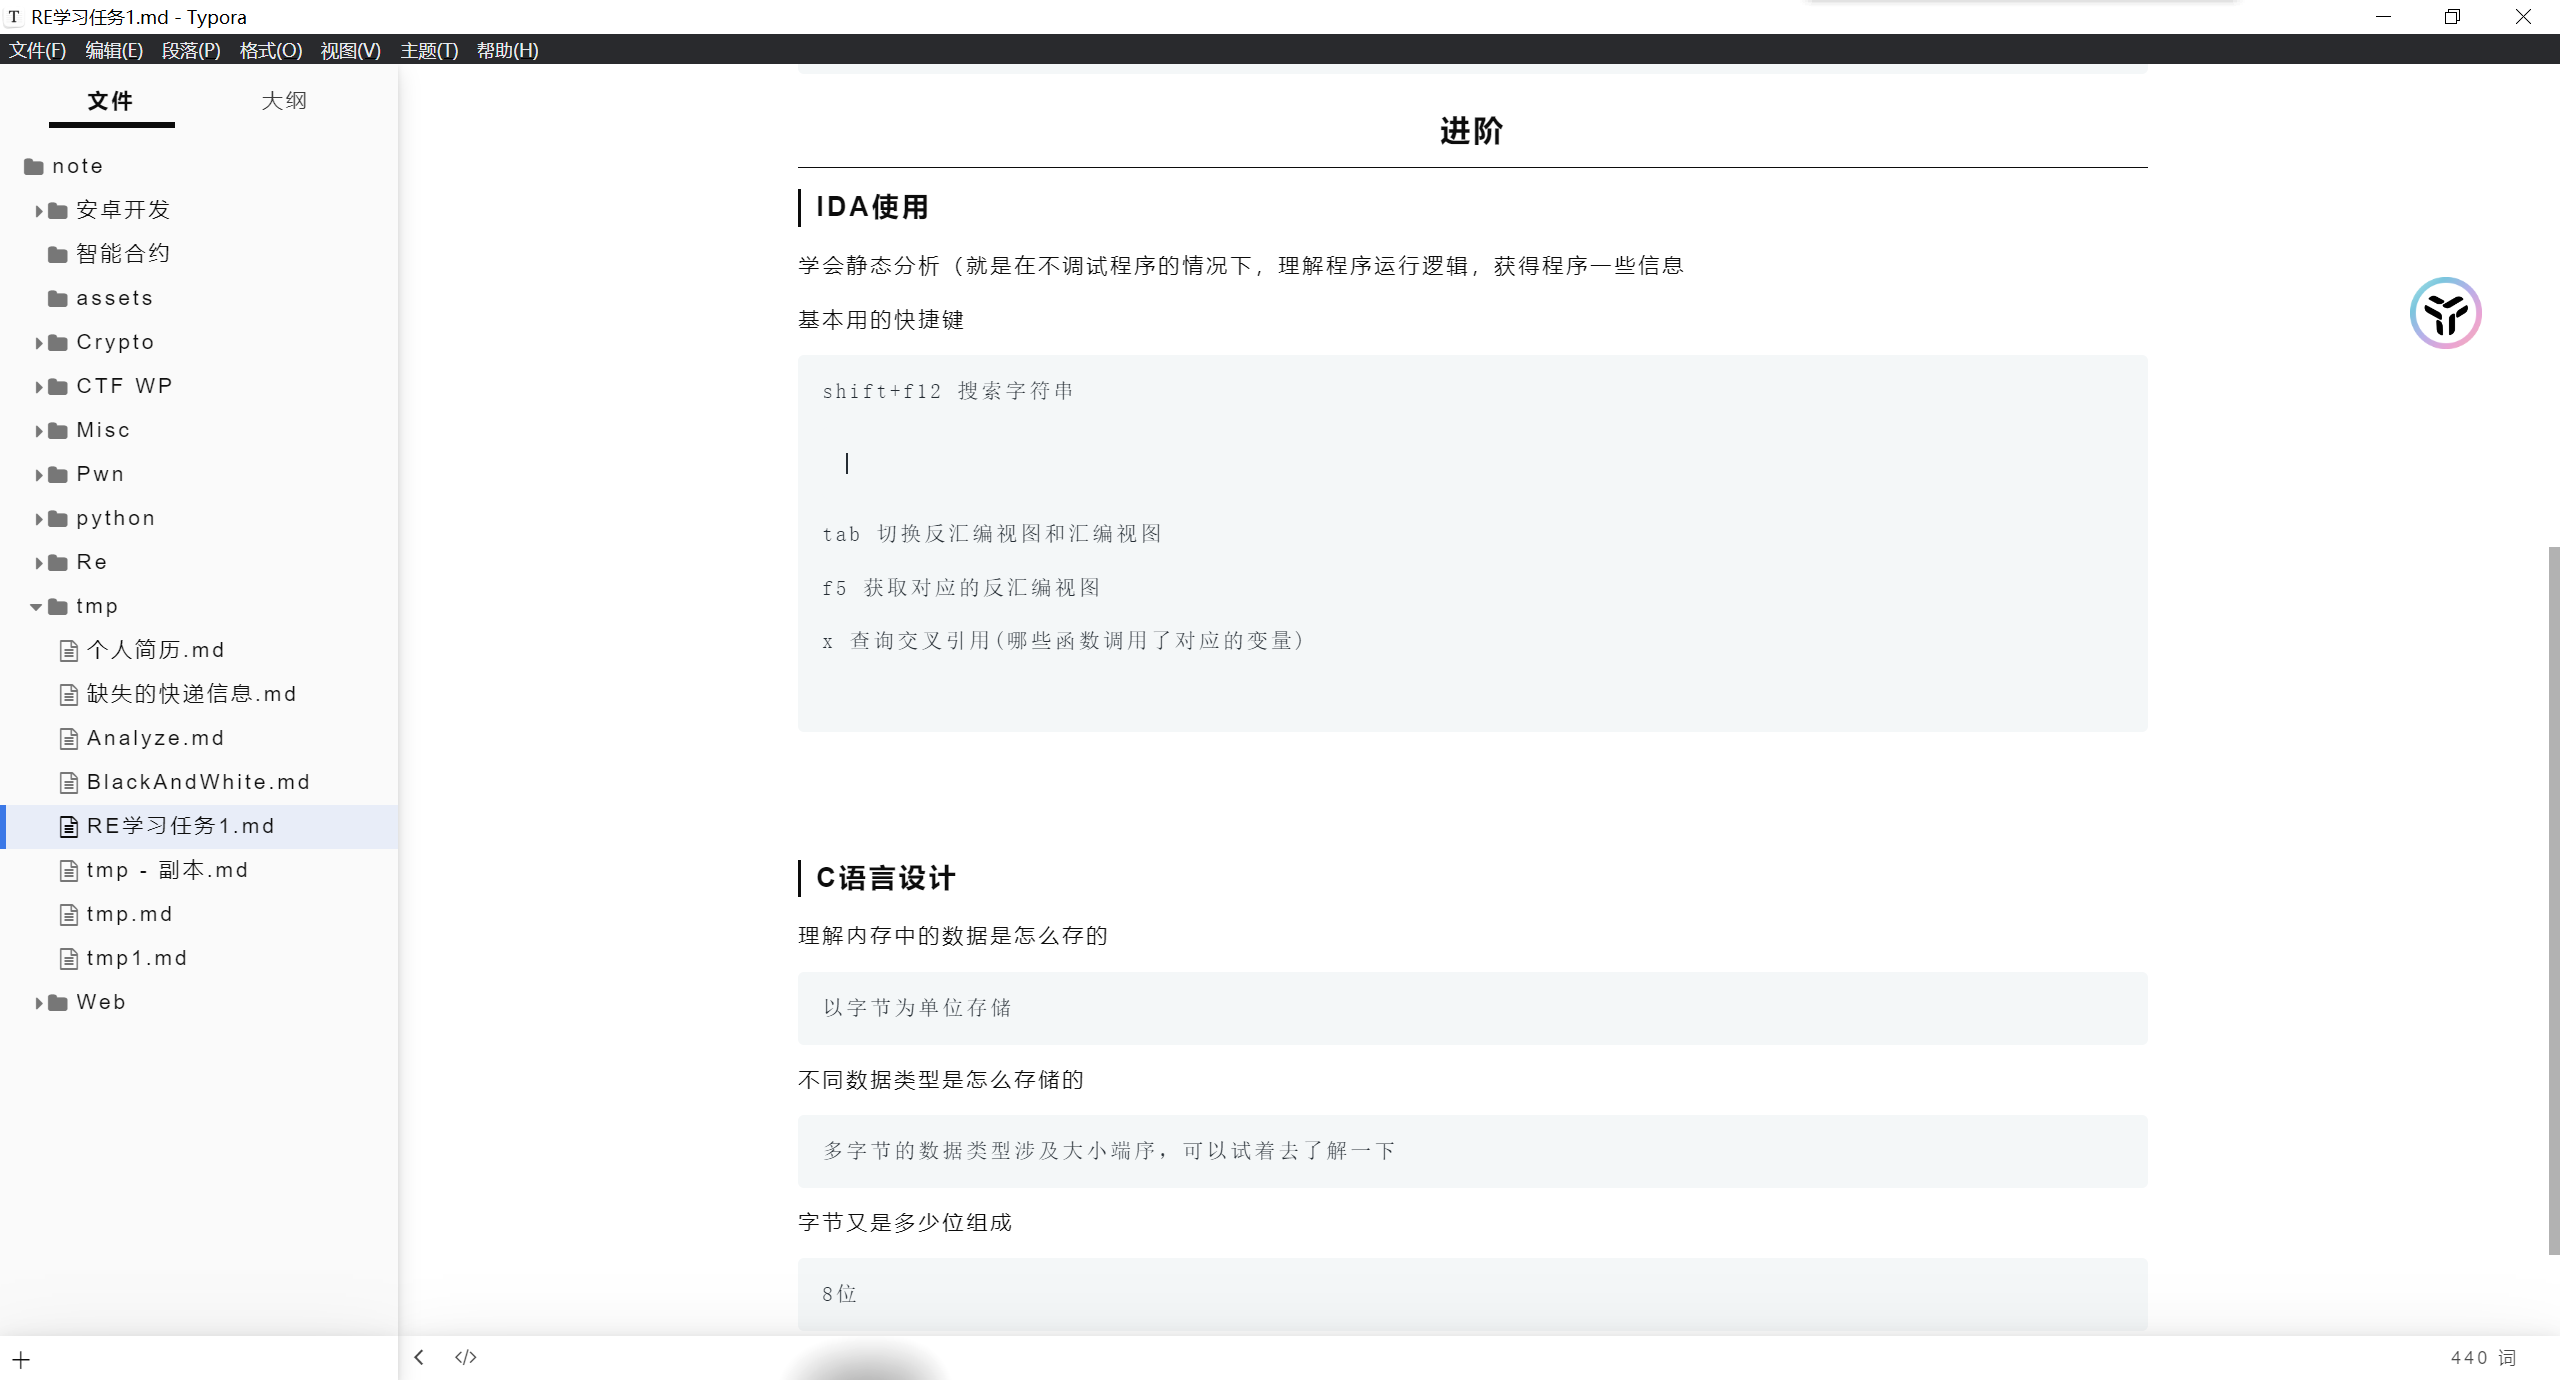 RE学习任务1.md - Typora
文件(F) 编辑(E) 段落(P) 格式(O) 视图(V) 主题(T) 帮助(H)
文件 大纲
note
安卓开发
智能合约
assets
Crypto
CTF WP
Misc
Pwn
python
Re
tmp
个人简历.md
缺失的快递信息.md
Analyze.md
BlackAndWhite.md
RE学习任务1.md
tmp - 副本.md
tmp.md
tmp1.md
Web
进阶
IDA使用
学会静态分析（就是在不调试程序的情况下，理解程序运行逻辑，获得程序一些信息
基本用的快捷键
shift+f12 搜索字符串
tab 切换反汇编视图和汇编视图
f5 获取对应的反汇编视图
x 查询交叉引用(哪些函数调用了对应的变量)
C语言设计
理解内存中的数据是怎么存的
以字节为单位存储
不同数据类型是怎么存储的
多字节的数据类型涉及大小端序，可以试着去了解一下
字节又是多少位组成
8位
440 词